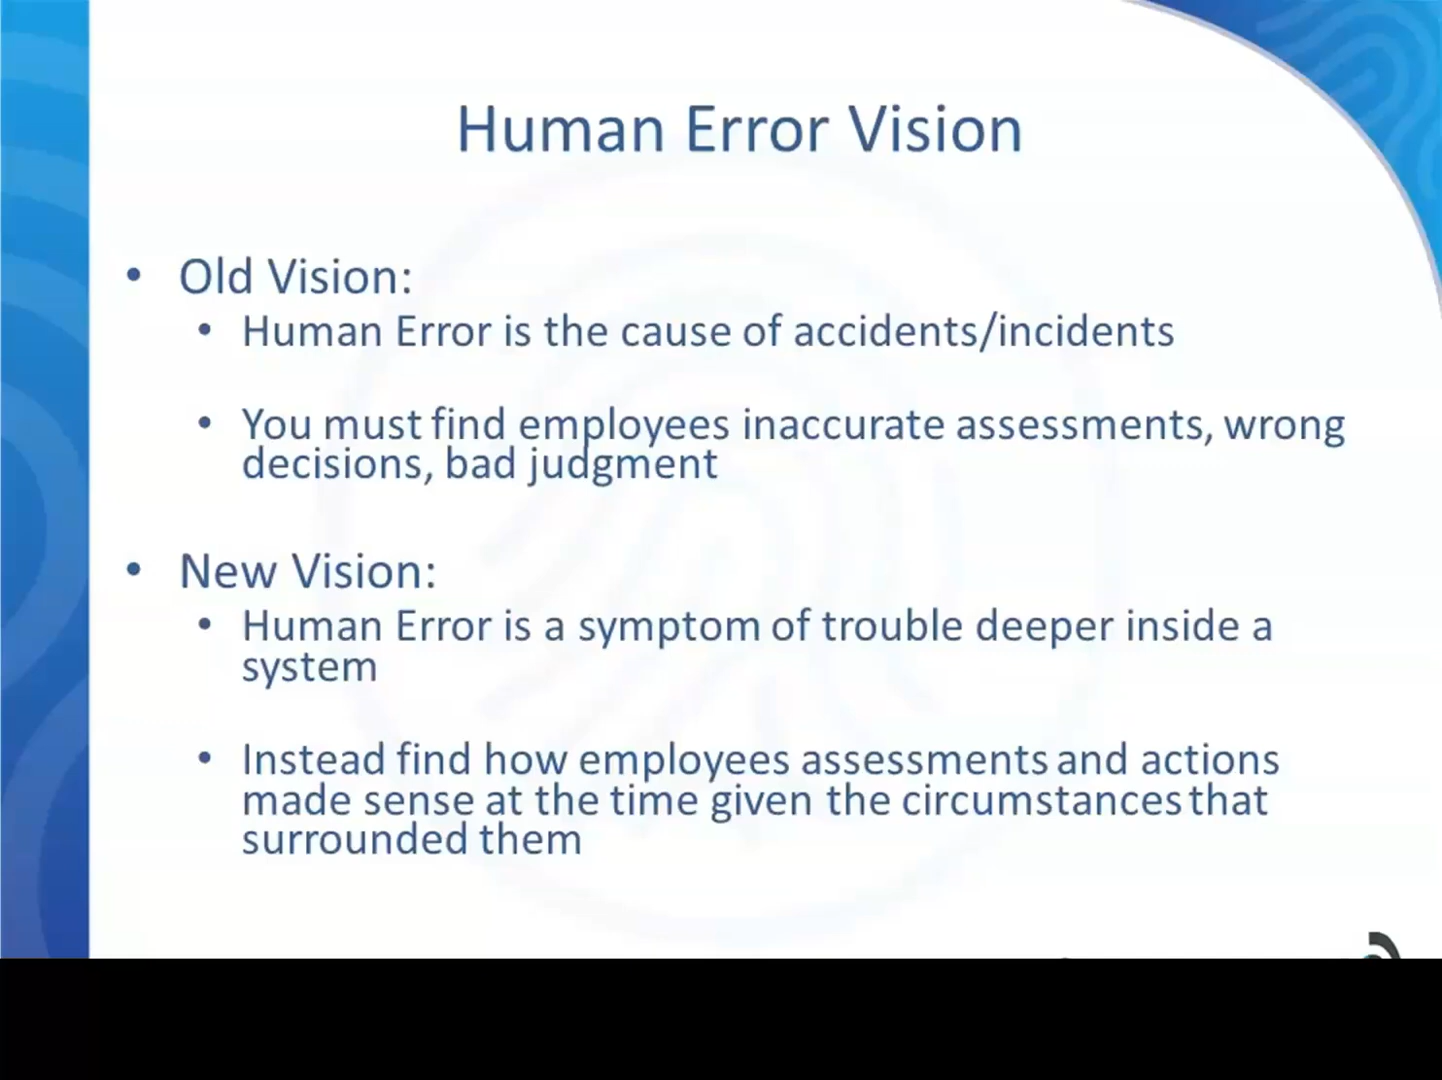 Human Error Vision
• Old Vision:
• Human Error is the cause of accidents/incidents
• You must find employees inaccurate assessments, wrong
decisions, bad judgment
• New Vision:
• Human Error is a symptom of trouble deeper inside a
system
• Instead find how employees assessments and actions
made sense at the time given the circumstances that
surrounded them